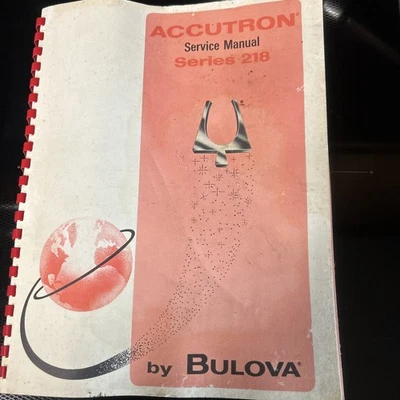 ACCUTRON®
Service Manual
Series 218
by BULOVA®